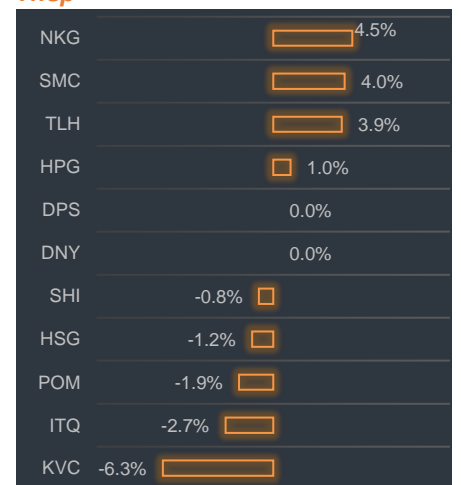 NKG 4.5%
SMC 4.0%
TLH 3.9%
HPG 1.0%
DPS 0.0%
DNY 0.0%
SHI -0.8%
HSG -1.2%
POM -1.9%
ITQ -2.7%
KVC -6.3%